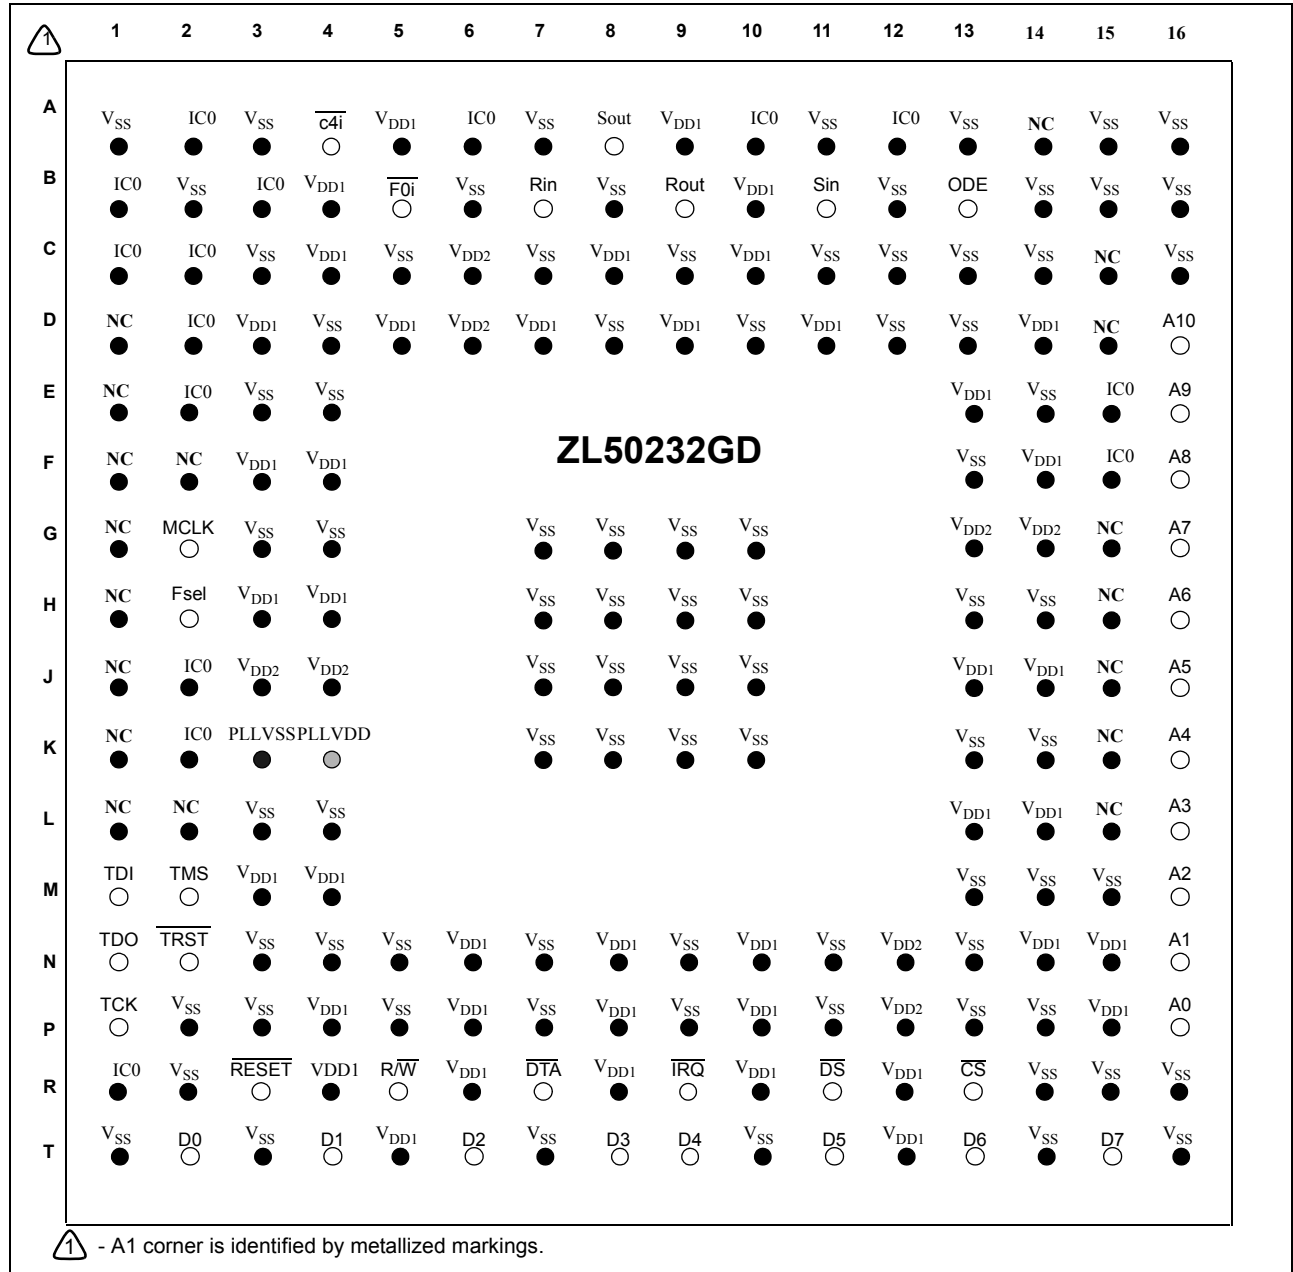 1 1 2 3 4 5 6 7 8 9 10 11 12 13 14 15 16
A VSS IC0 VSS c4i VDD1 IC0 VSS Sout VDD1 IC0 VSS IC0 VSS NC VSS VSS
B IC0 VSS IC0 VDD1 F0i VSS Rin VSS Rout VDD1 Sin VSS ODE VSS VSS VSS
C IC0 IC0 VSS VDD1 VSS VDD2 VSS VDD1 VSS VDD1 VSS VSS VSS VSS NC VSS
D NC IC0 VDD1 VSS VDD1 VDD2 VDD1 VSS VDD1 VSS VDD1 VSS VSS VDD1 NC A10
E NC IC0 VSS VSS VDD1 VSS IC0 A9
ZL50232GD
F NC NC VDD1 VDD1 VSS VDD1 IC0 A8
G NC MCLK VSS VSS VSS VSS VSS VSS VDD2 VDD2 NC A7
H NC Fsel VDD1 VDD1 VSS VSS VSS VSS VSS VSS NC A6
J NC IC0 VDD2 VDD2 VSS VSS VSS VSS VDD1 VDD1 NC A5
K NC IC0 PLLVSS PLLVDD VSS VSS VSS VSS VSS VSS NC A4
L NC NC VSS VSS VDD1 VDD1 NC A3
M TDI TMS VDD1 VDD1 VSS VSS VSS A2
N TDO TRST VSS VSS VSS VDD1 VSS VDD1 VSS VDD1 VSS VDD2 VSS VDD1 VDD1 A1
P TCK VSS VSS VDD1 VSS VDD1 VSS VDD1 VSS VDD1 VSS VDD2 VSS VSS VDD1 A0
R IC0 VSS RESET VDD1 R/W VDD1 DTA VDD1 IRQ VDD1 DS VDD1 CS VSS VSS VSS
T VSS D0 VSS D1 VDD1 D2 VSS D3 D4 VSS D5 VDD1 D6 VSS D7 VSS
1 - A1 corner is identified by metallized markings.